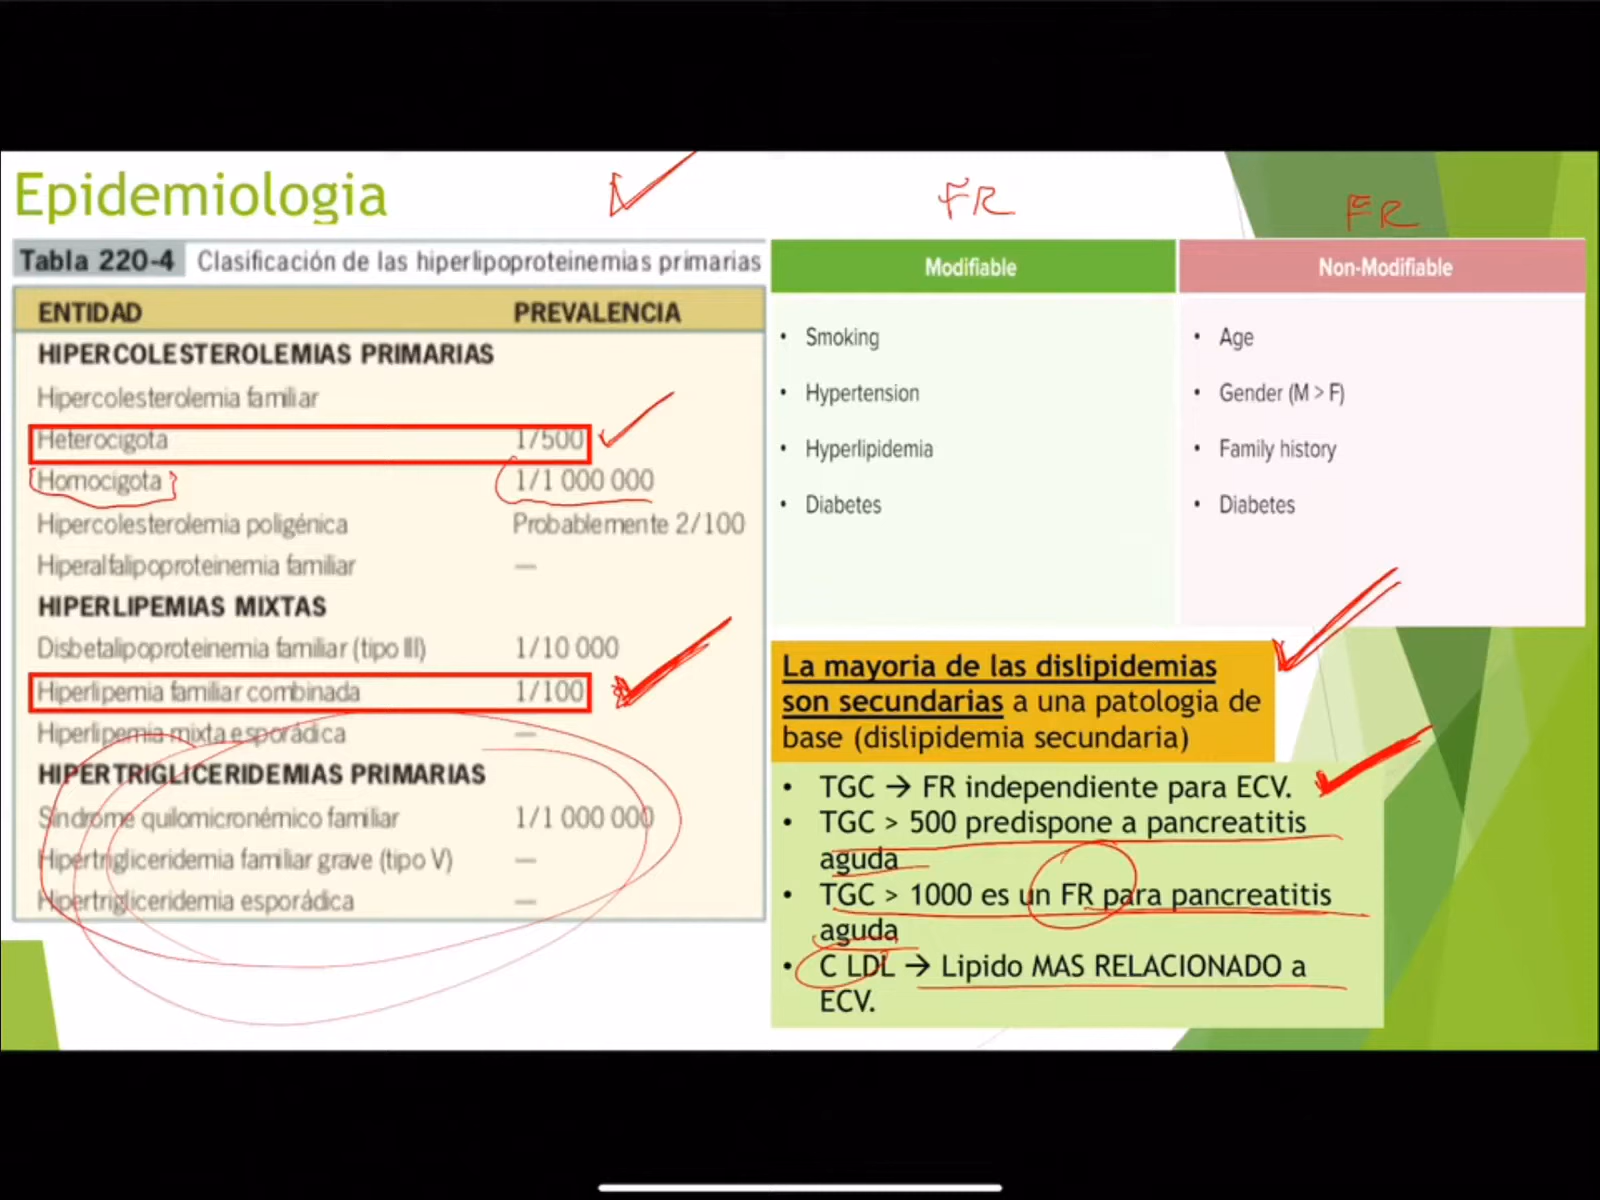 Epidemiologia
Tabla 220-4 Clasificación de las hiperlipoproteinemias primarias
ENTIDAD PREVALENCIA
HIPERCOLESTEROLEMIAS PRIMARIAS
Hipercolesterolemia familiar
Heterocigota 1/500
Homocigota 1/1 000 000
Hipercolesterolemia poligénica Probablemente 2/100
Hiperalfalipoproteinemia familiar —
HIPERLIPEMIAS MIXTAS
Disbetalipoproteinemia familiar (tipo III) 1/10 000
Hiperlipemia familiar combinada 1/100
Hiperlipemia mixta esporádica —
HIPERTRIGLICERIDEMIAS PRIMARIAS
Síndrome quilomicronémico familiar 1/1 000 000
Hipertrigliceridemia familiar grave (tipo V) —
Hipertrigliceridemia esporádica —
FR
Modifiable
• Smoking
• Hypertension
• Hyperlipidemia
• Diabetes
FR
Non-Modifiable
• Age
• Gender (M > F)
• Family history
• Diabetes
La mayoria de las dislipidemias
son secundarias a una patologia de
base (dislipidemia secundaria)
• TGC → FR independiente para ECV.
• TGC > 500 predispone a pancreatitis
aguda
• TGC > 1000 es un FR para pancreatitis
aguda
• C LDL → Lipido MAS RELACIONADO a
ECV.